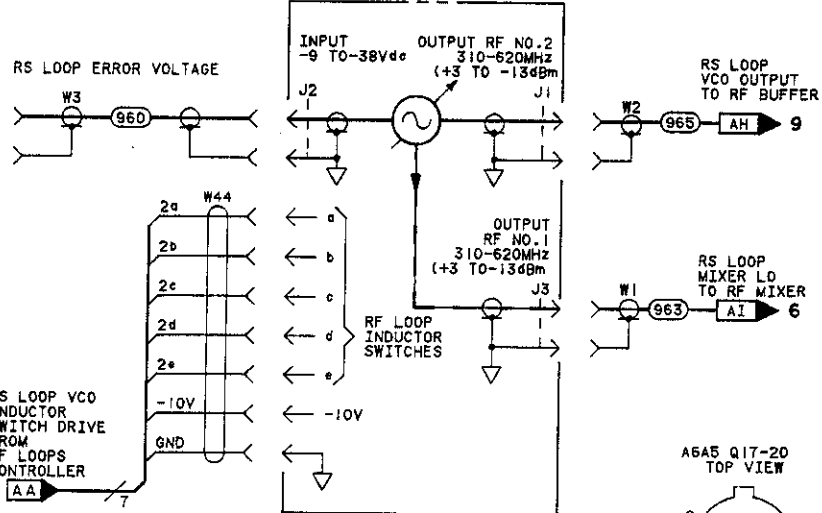 INPUT
-9 TO-38Vdc
OUTPUT RF NO.2
310-620MHz
(+3 TO -13dBm
RS LOOP ERROR VOLTAGE
RS LOOP
VCO OUTPUT
TO RF BUFFER
W3
960
J2
J1
W2
965
AH
9
W44
2a
a
2b
b
2c
c
2d
d
2e
e
-10V
-10V
GND
RF LOOP
INDUCTOR
SWITCHES
OUTPUT
RF NO.1
310-620MHz
(+3 TO-13dBm
J3
RS LOOP
MIXER LO
TO RF MIXER
W1
963
AI
6
S LOOP VCO
NDUCTOR
WITCH DRIVE
ROM
F LOOPS
ONTROLLER
AA
7
A6A5 Q17-20
TOP VIEW